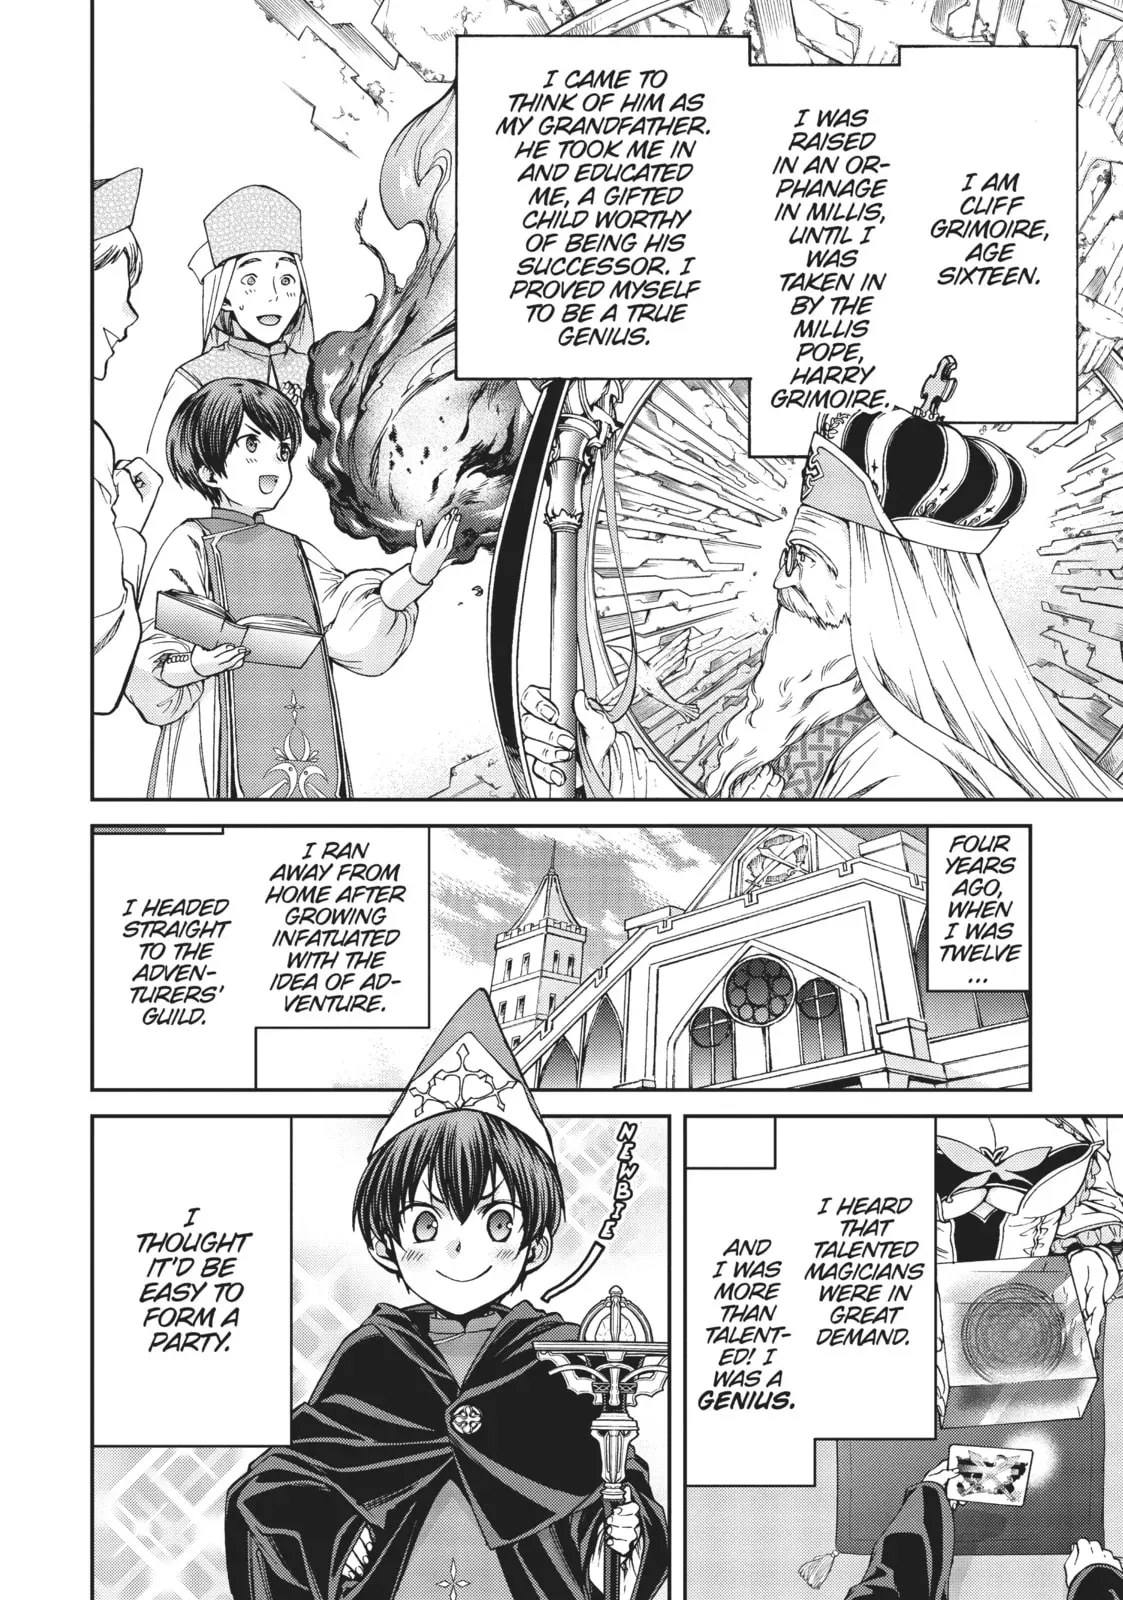 I AM
CLIFF
GRIMOIRE,
AGE
SIXTEEN.
I WAS
RAISED
IN AN OR-
PHANAGE
IN MILLIS,
UNTIL I
WAS
TAKEN IN
BY THE
MILLIS
POPE,
HARRY
GRIMOIRE.
I CAME TO
THINK OF HIM AS
MY GRANDFATHER.
HE TOOK ME IN
AND EDUCATED
ME, A GIFTED
CHILD WORTHY
OF BEING HIS
SUCCESSOR. I
PROVED MYSELF
TO BE A TRUE
GENIUS.
FOUR
YEARS
AGO,
WHEN
I WAS
TWELVE
...
I RAN
AWAY FROM
HOME AFTER
GROWING
INFATUATED
WITH THE
IDEA OF AD-
VENTURE.
I HEADED
STRAIGHT
TO THE
ADVEN-
TURERS'
GUILD.
I HEARD
THAT
TALENTED
MAGICIANS
WERE IN
GREAT
DEMAND.
AND
I WAS
MORE
THAN
TALENT-
ED! I
WAS A
GENIUS.
NEWBIE
I
THOUGHT
IT'D BE
EASY TO
FORM A
PARTY.